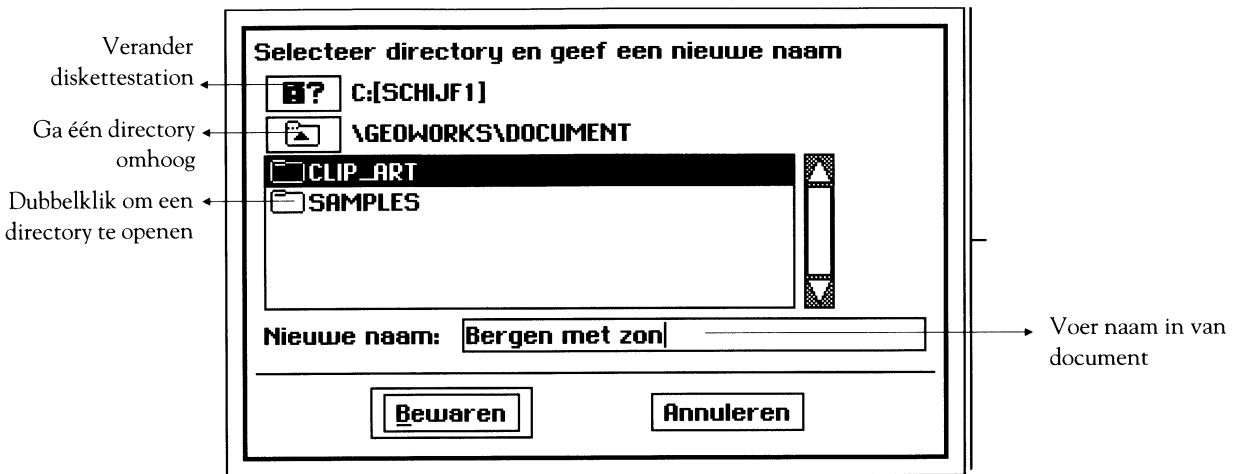 Verander
diskettestation
Ga één directory
omhoog
Dubbelklik om een
directory te openen
Selecteer directory en geef een nieuwe naam
? C:[SCHIJF1]
\GEOWORKS\DOCUMENT
CLIP_ART
SAMPLES
Nieuwe naam: Bergen met zon
Bewaren Annuleren
Voer naam in van
document